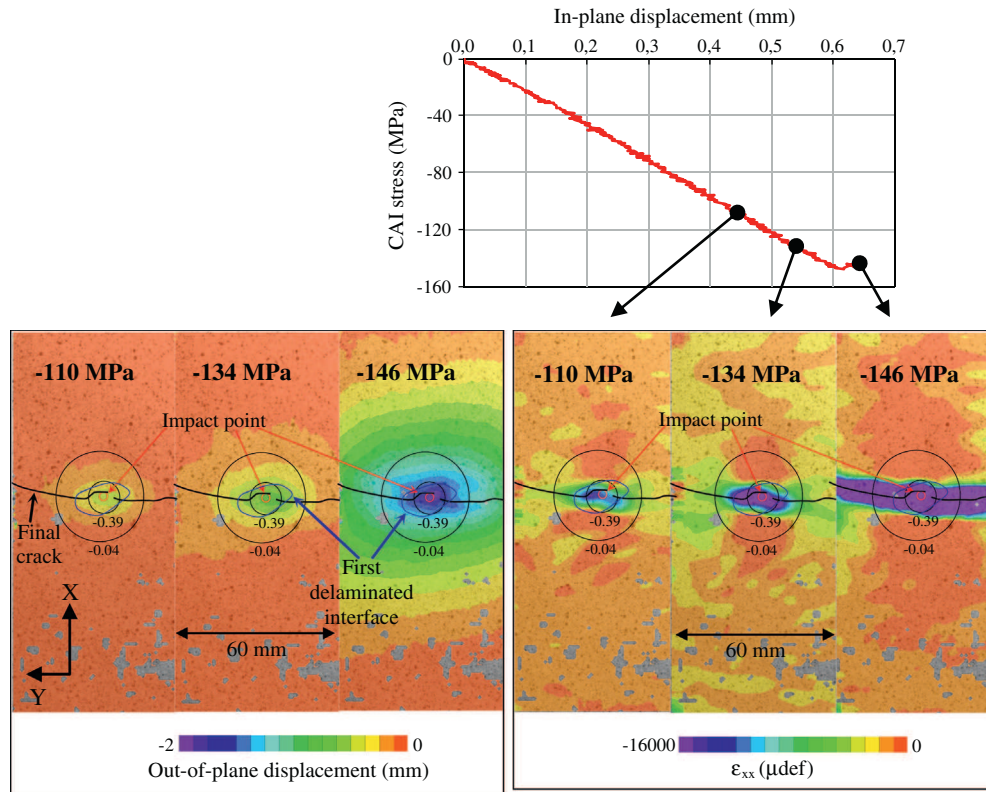 In-plane displacement (mm)
0,0 0,1 0,2 0,3 0,4 0,5 0,6 0,7
0
-40
-80
-120
-160
CAI stress (MPa)
-110 MPa -134 MPa -146 MPa
Impact point
-0.39 -0.39 -0.39
-0.04 -0.04 -0.04
Final
crack
First
delaminated
interface
X
Y
60 mm
-2 0
Out-of-plane displacement (mm)
-110 MPa -134 MPa -146 MPa
Impact point
-0.39 -0.39 -0.39
-0.04 -0.04 -0.04
60 mm
-16000 0
εxx (µdef)